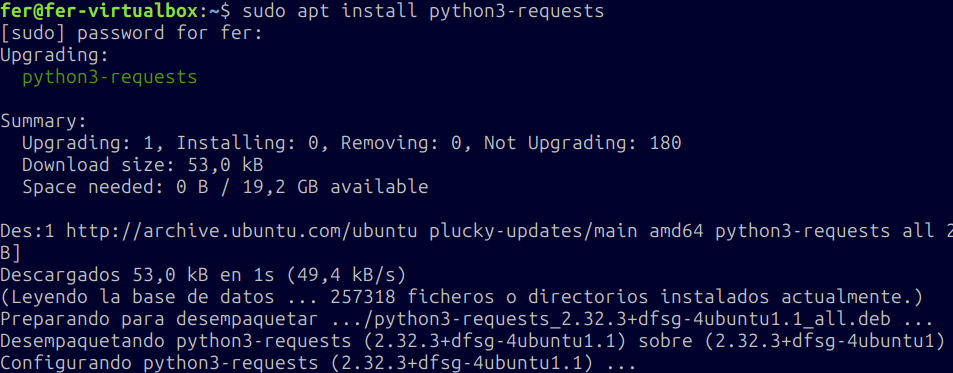 fer@fer-virtualbox:~$ sudo apt install python3-requests
[sudo] password for fer:
Upgrading:
  python3-requests

Summary:
  Upgrading: 1, Installing: 0, Removing: 0, Not Upgrading: 180
  Download size: 53,0 kB
  Space needed: 0 B / 19,2 GB available

Des:1 http://archive.ubuntu.com/ubuntu plucky-updates/main amd64 python3-requests all 2
B]
Descargados 53,0 kB en 1s (49,4 kB/s)
(Leyendo la base de datos ... 257318 ficheros o directorios instalados actualmente.)
Preparando para desempaquetar .../python3-requests_2.32.3+dfsg-4ubuntu1.1_all.deb ...
Desempaquetando python3-requests (2.32.3+dfsg-4ubuntu1.1) sobre (2.32.3+dfsg-4ubuntu1)
Configurando python3-requests (2.32.3+dfsg-4ubuntu1.1) ...